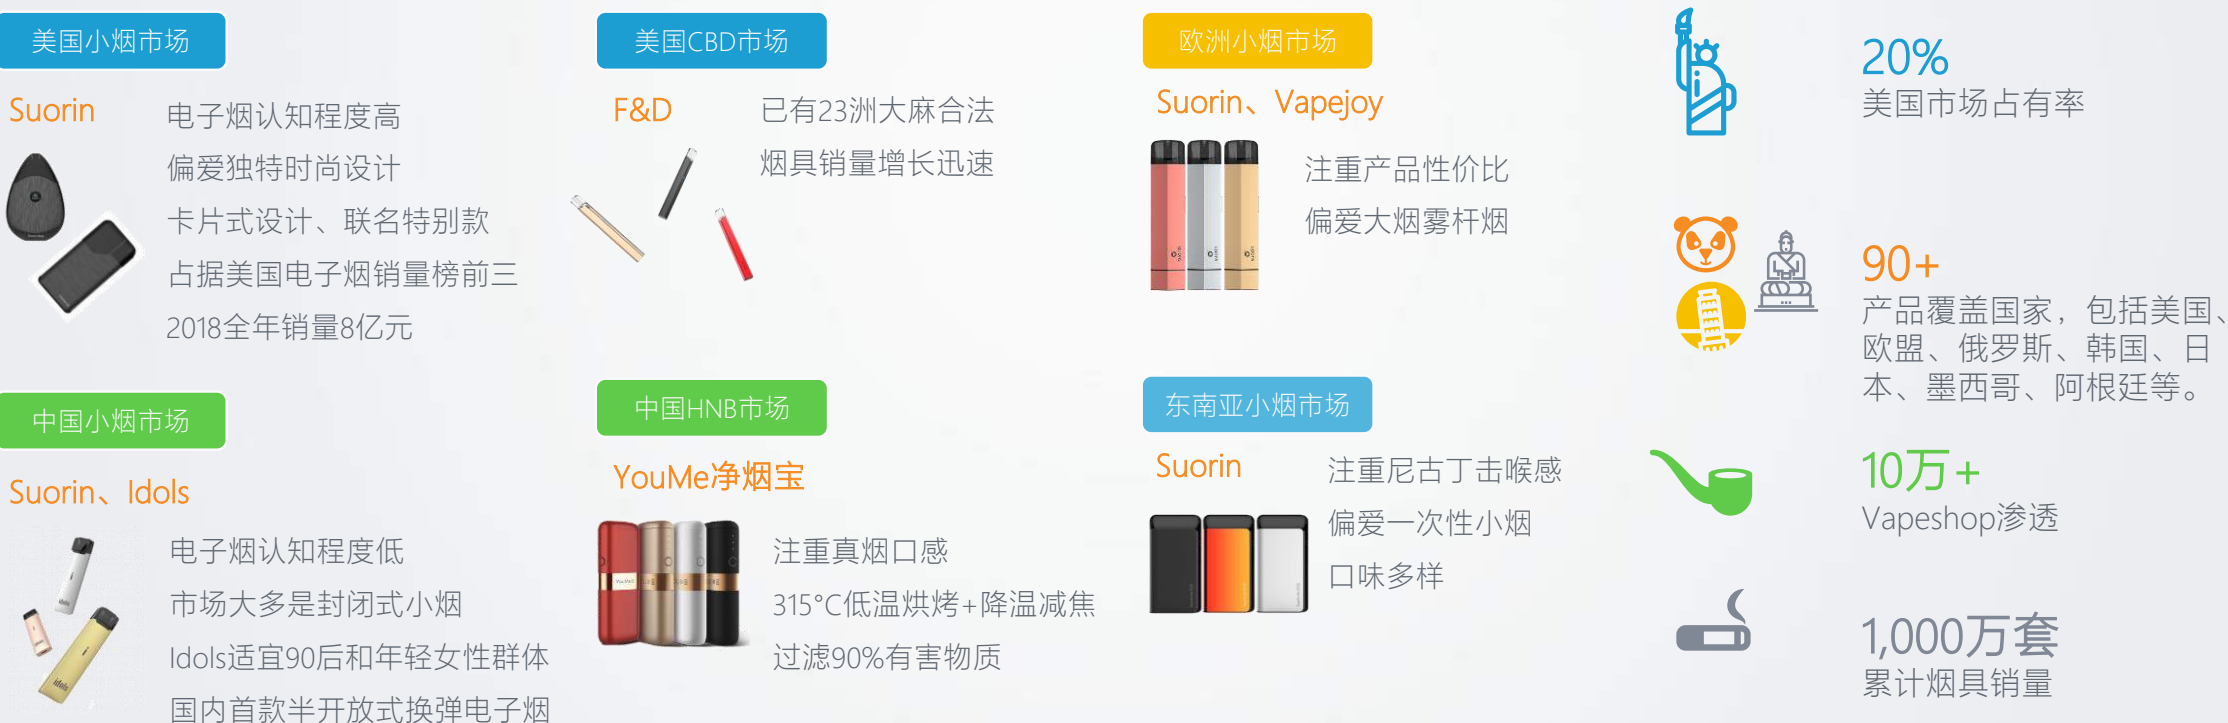 美国小烟市场
Suorin
电子烟认知程度高
偏爱独特时尚设计
卡片式设计、联名特别款
占据美国电子烟销量榜前三
2018全年销量8亿元
美国CBD市场
F&D
已有23洲大麻合法
烟具销量增长迅速
欧洲小烟市场
Suorin、Vapejoy
注重产品性价比
偏爱大烟雾杆烟
中国小烟市场
Suorin、Idols
电子烟认知程度低
市场大多是封闭式小烟
Idols适宜90后和年轻女性群体
国内首款半开放式换弹电子烟
中国HNB市场
YouMe净烟宝
注重真烟口感
315°C低温烘烤+降温减焦
过滤90%有害物质
东南亚小烟市场
Suorin
注重尼古丁击喉感
偏爱一次性小烟
口味多样
20%
美国市场占有率
90+
产品覆盖国家，包括美国、
欧盟、俄罗斯、韩国、日
本、墨西哥、阿根廷等。
10万+
Vapeshop渗透
1,000万套
累计烟具销量